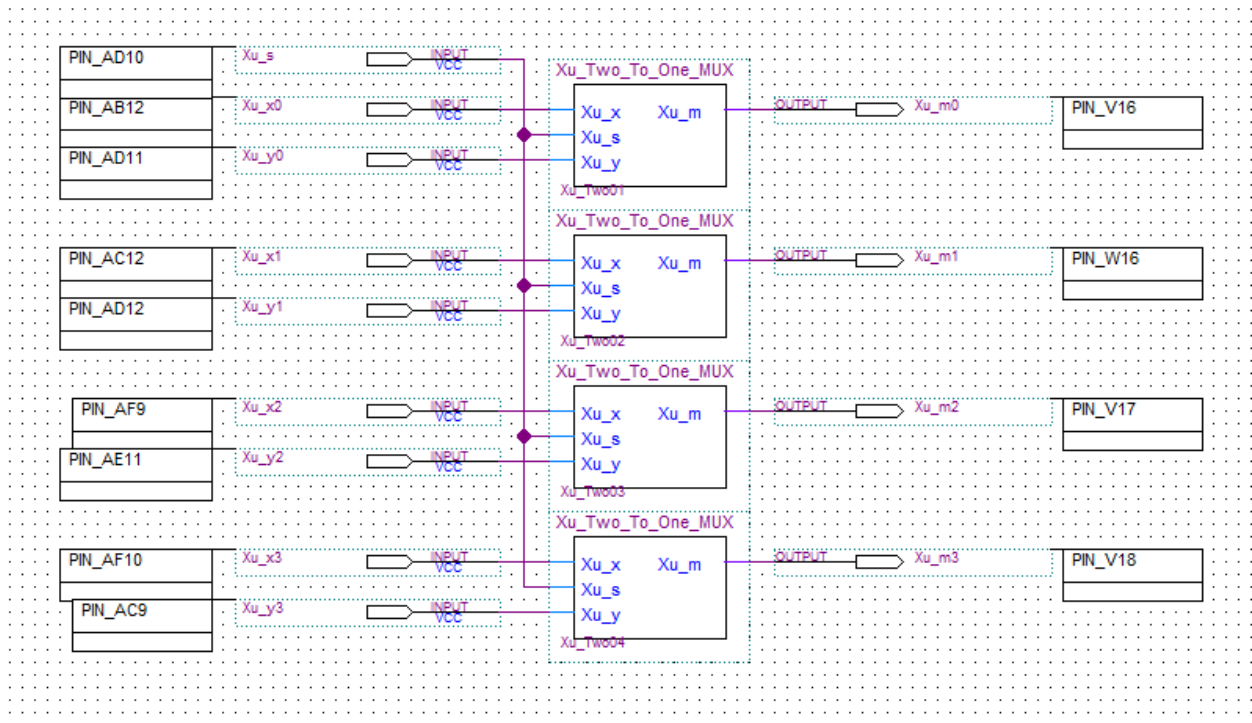 PIN_AD10 Xu_s INPUT VCC
Xu_Two_To_One_MUX
PIN_AB12 Xu_x0 INPUT VCC Xu_x Xu_m OUTPUT Xu_m0 PIN_V16
Xu_s
PIN_AD11 Xu_y0 INPUT VCC Xu_y
Xu_Two01
Xu_Two_To_One_MUX
PIN_AC12 Xu_x1 INPUT VCC Xu_x Xu_m OUTPUT Xu_m1 PIN_W16
Xu_s
PIN_AD12 Xu_y1 INPUT VCC Xu_y
Xu_Two02
Xu_Two_To_One_MUX
PIN_AF9 Xu_x2 INPUT VCC Xu_x Xu_m OUTPUT Xu_m2 PIN_V17
Xu_s
PIN_AE11 Xu_y2 INPUT VCC Xu_y
Xu_Two03
Xu_Two_To_One_MUX
PIN_AF10 Xu_x3 INPUT VCC Xu_x Xu_m OUTPUT Xu_m3 PIN_V18
Xu_s
PIN_AC9 Xu_y3 INPUT VCC Xu_y
Xu_Two04